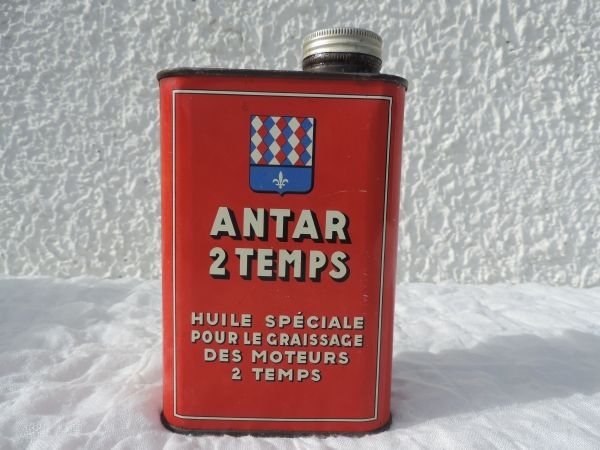 ANTAR
2 TEMPS
HUILE SPÉCIALE
POUR LE GRAISSAGE
DES MOTEURS
2 TEMPS